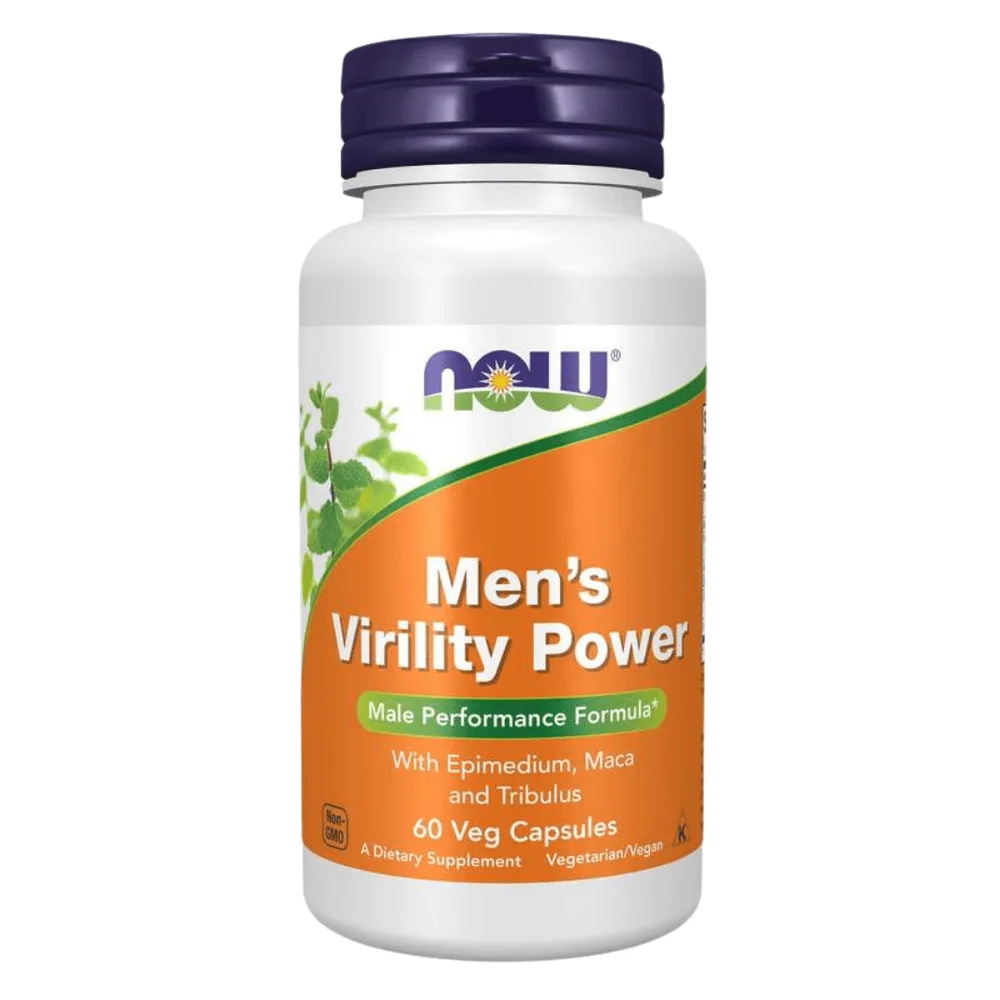 NOW®
Men's
Virility Power
Male Performance Formula*
With Epimedium, Maca
and Tribulus
60 Veg Capsules
Non-
GMO
A Dietary Supplement
Vegetarian/Vegan
K